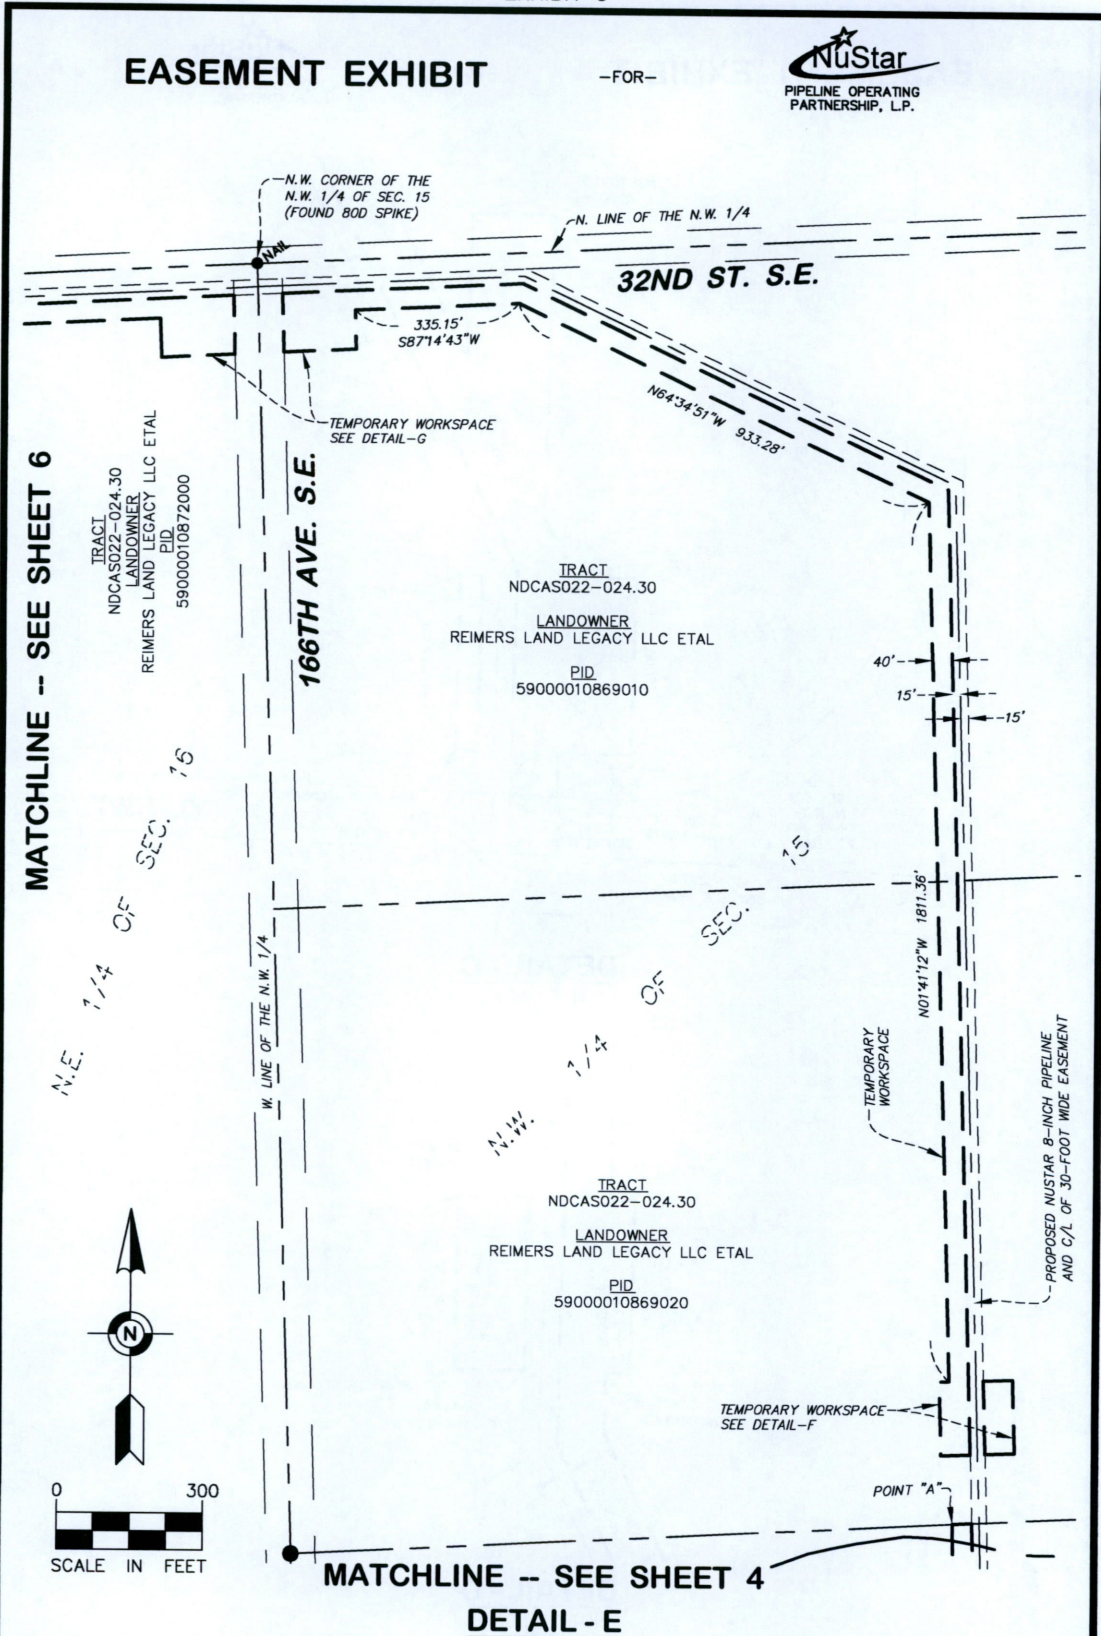 EASEMENT EXHIBIT
-FOR-
NuStar
PIPELINE OPERATING
PARTNERSHIP, L.P.
N.W. CORNER OF THE
N.W. 1/4 OF SEC. 15
(FOUND 80D SPIKE)
NAIL
N. LINE OF THE N.W. 1/4
32ND ST. S.E.
335.15'
S87°14'43"W
N64°34'51"W 933.28'
TEMPORARY WORKSPACE
SEE DETAIL-G
MATCHLINE -- SEE SHEET 6
TRACT
NDCAS022-024.30
LANDOWNER
REIMERS LAND LEGACY LLC ETAL
PID
59000010872000
166TH AVE. S.E.
TRACT
NDCAS022-024.30
LANDOWNER
REIMERS LAND LEGACY LLC ETAL
PID
59000010869010
40'
15'
15'
N.E. 1/4 OF SEC. 16
W. LINE OF THE N.W. 1/4
N.W. 1/4 OF SEC. 15
N01°41'12"W 1811.36'
TEMPORARY
WORKSPACE
PROPOSED NUSTAR 8-INCH PIPELINE
AND C/L OF 30-FOOT WIDE EASEMENT
TRACT
NDCAS022-024.30
LANDOWNER
REIMERS LAND LEGACY LLC ETAL
PID
59000010869020
N
TEMPORARY WORKSPACE
SEE DETAIL-F
POINT "A"
0 300
SCALE IN FEET
MATCHLINE -- SEE SHEET 4
DETAIL - E